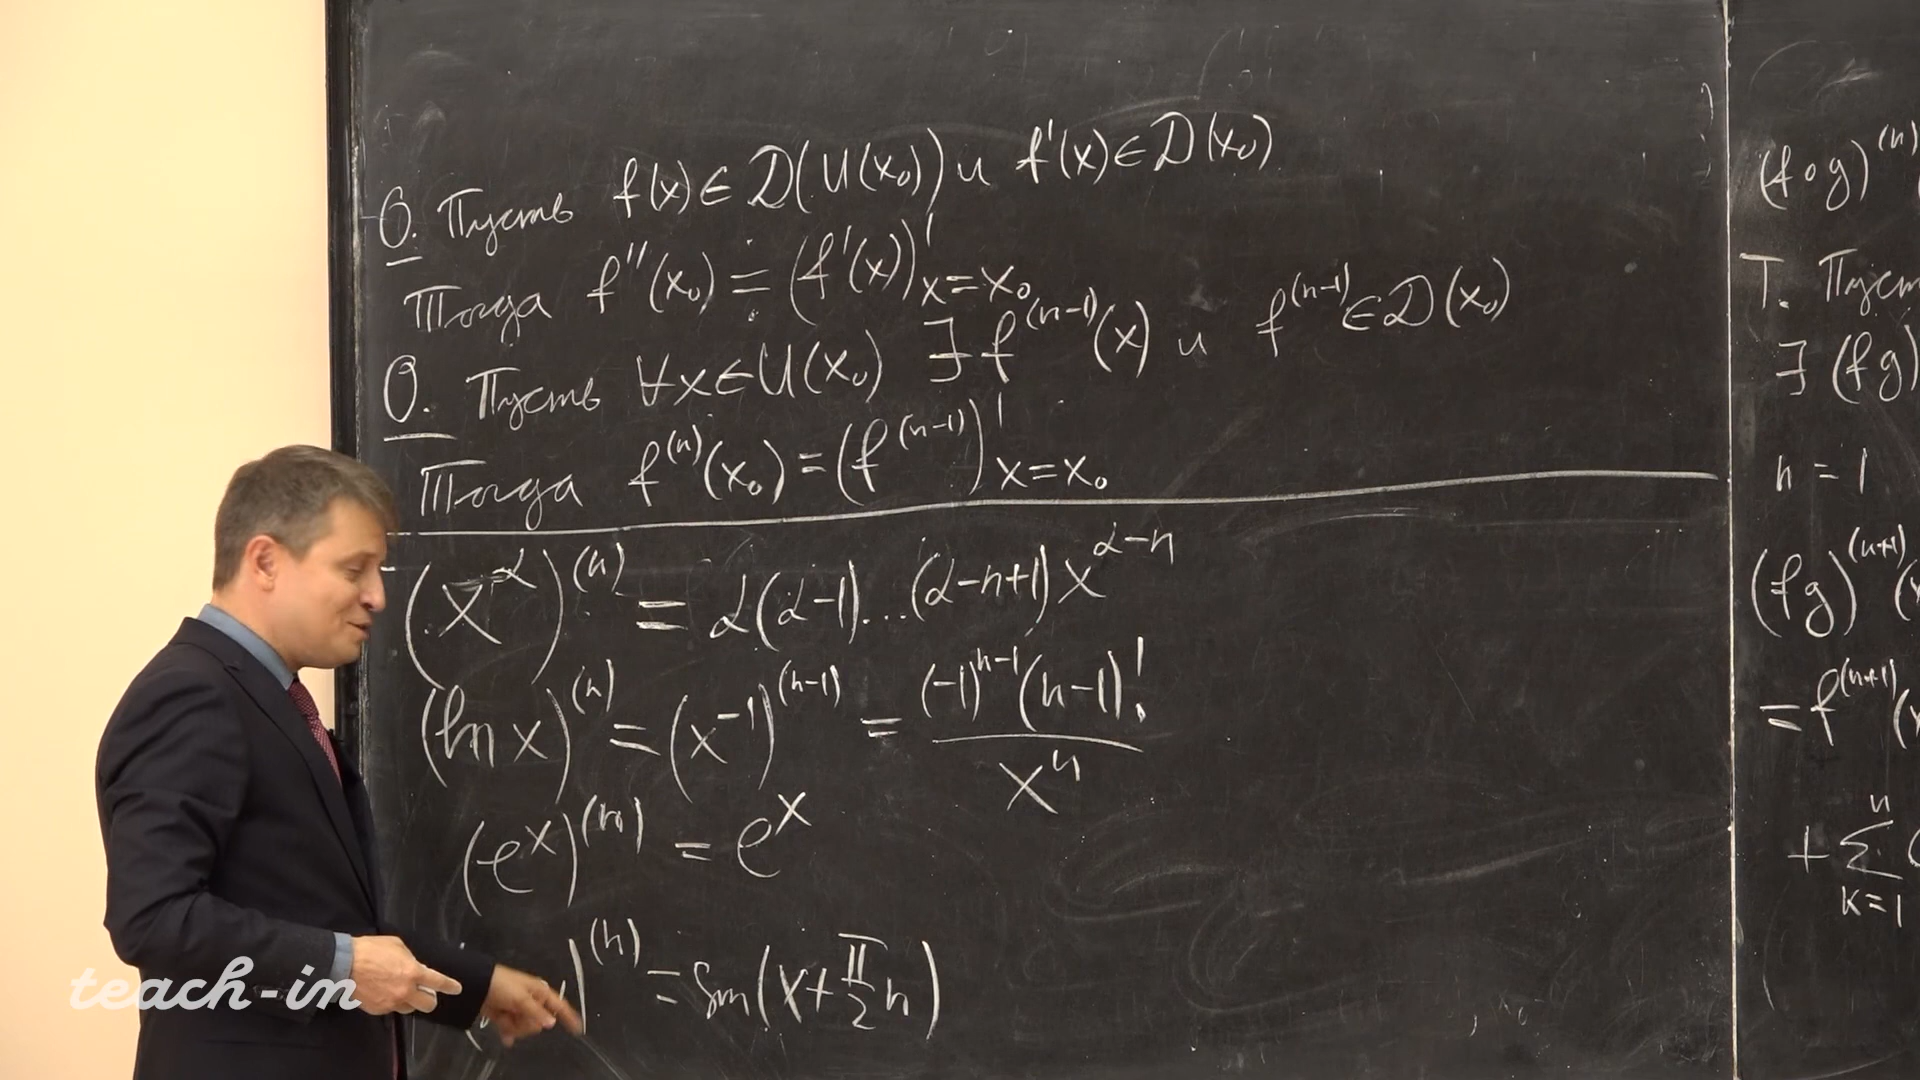 О. Пусть f(x) ∈ D(U(x₀)) и f'(x) ∈ D(x₀)
Тогда f''(x₀) ≐ (f'(x))'ₓ₌ₓ₀
О. Пусть ∀x∈U(x₀) ∃ f⁽ⁿ⁻¹⁾(x) и f⁽ⁿ⁻¹⁾ ∈ D(x₀)
Тогда f⁽ⁿ⁾(x₀) = (f⁽ⁿ⁻¹⁾)'ₓ₌ₓ₀
(x^α)⁽ⁿ⁾ = α(α-1)...(α-n+1) x^(α-n)
(ln x)⁽ⁿ⁾ = (x⁻¹)⁽ⁿ⁻¹⁾ = (-1)ⁿ⁻¹(n-1)! / xⁿ
(eˣ)⁽ⁿ⁾ = eˣ
)⁽ⁿ⁾ = sin(x + π/2 n)
(f∘g)⁽ⁿ⁾
Т. Пуст
∃ (fg)
n = 1
(fg)⁽ⁿ⁺¹⁾(
= f⁽ⁿ⁺¹⁾(
+ Σ n k=1
teach-in